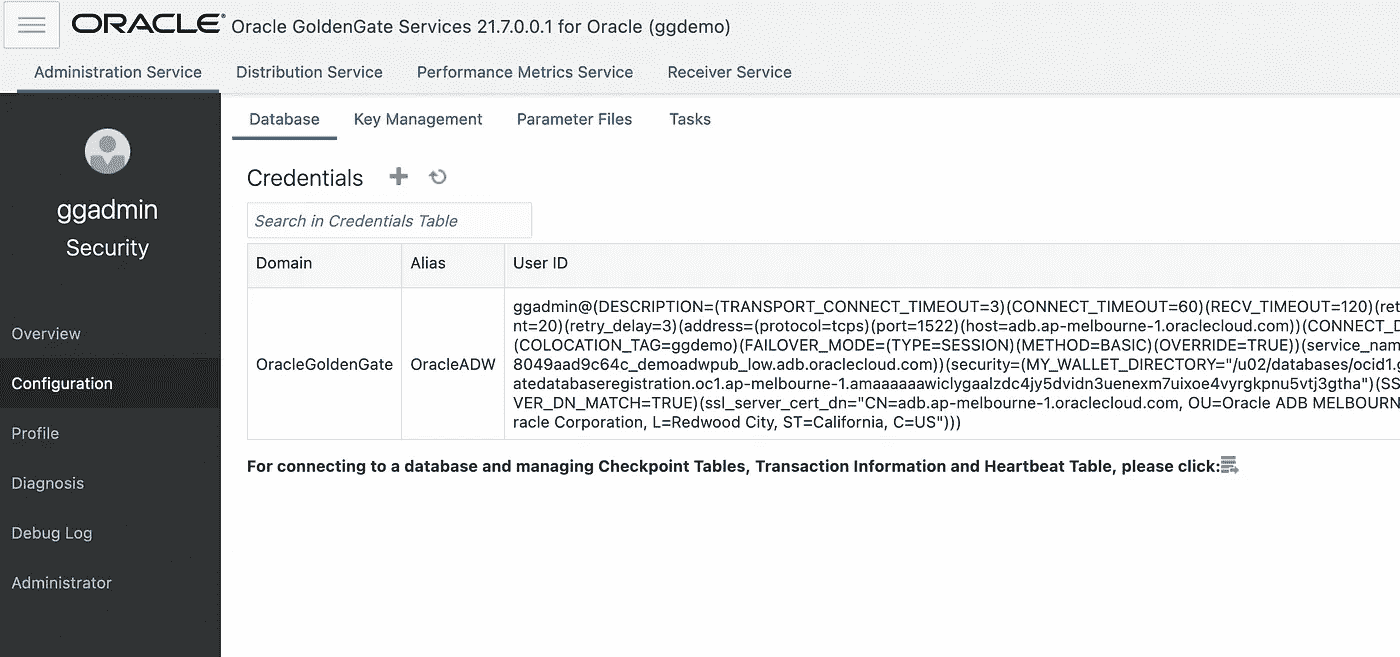 ORACLE® Oracle GoldenGate Services 21.7.0.0.1 for Oracle (ggdemo)
Administration Service Distribution Service Performance Metrics Service Receiver Service
ggadmin
Security
Overview
Configuration
Profile
Diagnosis
Debug Log
Administrator
Database Key Management Parameter Files Tasks
Credentials
Search in Credentials Table
Domain Alias User ID
OracleGoldenGate OracleADW
ggadmin@(DESCRIPTION=(TRANSPORT_CONNECT_TIMEOUT=3)(CONNECT_TIMEOUT=60)(RECV_TIMEOUT=120)(ret
nt=20)(retry_delay=3)(address=(protocol=tcps)(port=1522)(host=adb.ap-melbourne-1.oraclecloud.com))(CONNECT_D
(COLOCATION_TAG=ggdemo)(FAILOVER_MODE=(TYPE=SESSION)(METHOD=BASIC)(OVERRIDE=TRUE))(service_nam
8049aad9c64c_demoadwpub_low.adb.oraclecloud.com))(security=(MY_WALLET_DIRECTORY="/u02/databases/ocid1.g
atedatabaseregistration.oc1.ap-melbourne-1.amaaaaaawiclygaalzdc4jy5dvidn3uenexm7uixoe4vyrgkpnu5vtj3gtha")(SS
VER_DN_MATCH=TRUE)(ssl_server_cert_dn="CN=adb.ap-melbourne-1.oraclecloud.com, OU=Oracle ADB MELBOURN
racle Corporation, L=Redwood City, ST=California, C=US")))
For connecting to a database and managing Checkpoint Tables, Transaction Information and Heartbeat Table, please click: